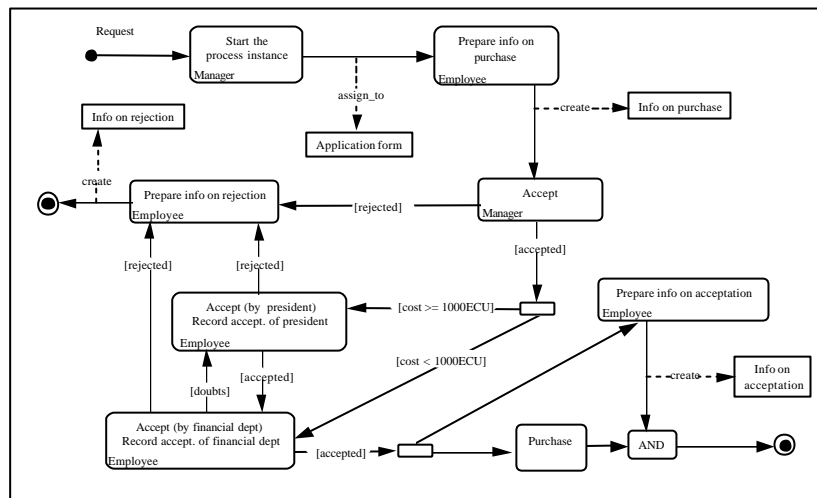 Request
Start the
process instance
Manager
Prepare info on
purchase
Employee
assign_to
create
Info on purchase
Info on rejection
Application form
create
Prepare info on rejection
Employee
[rejected]
Accept
Manager
[accepted]
[rejected]
[rejected]
Accept (by president)
Record accept. of president
Employee
[cost >= 1000ECU]
Prepare info on acceptation
Employee
[cost < 1000ECU]
[accepted]
[doubts]
create
Info on
acceptation
Accept (by financial dept)
Record accept. of financial dept
Employee
[accepted]
Purchase
AND